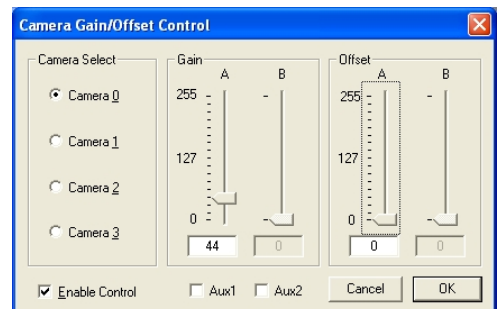 Camera Gain/Offset Control
Camera Select
Camera 0
Camera 1
Camera 2
Camera 3
Gain
A B
255
127
0
44 0
Offset
A B
255
127
0
0 0
Enable Control
Aux1 Aux2
Cancel OK